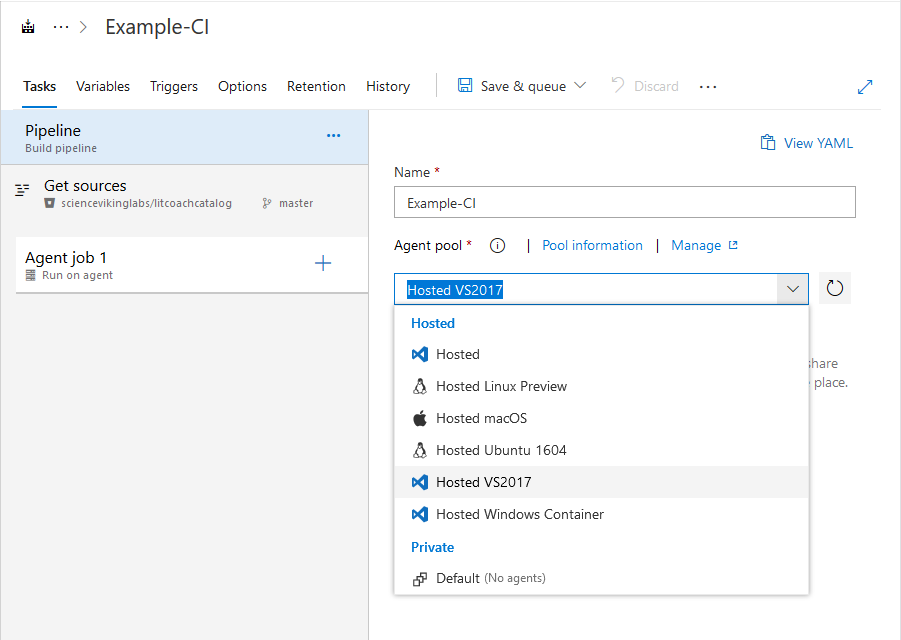 ··· > Example-CI
Tasks Variables Triggers Options Retention History Save & queue Discard ···
Pipeline ···
Build pipeline
View YAML
Get sources
sciencevikinglabs/litcoachcatalog master
Name *
Example-CI
Agent job 1
Run on agent
Agent pool * | Pool information | Manage
Hosted VS2017
Hosted
Hosted
share
Hosted Linux Preview
place.
Hosted macOS
Hosted Ubuntu 1604
Hosted VS2017
Hosted Windows Container
Private
Default (No agents)